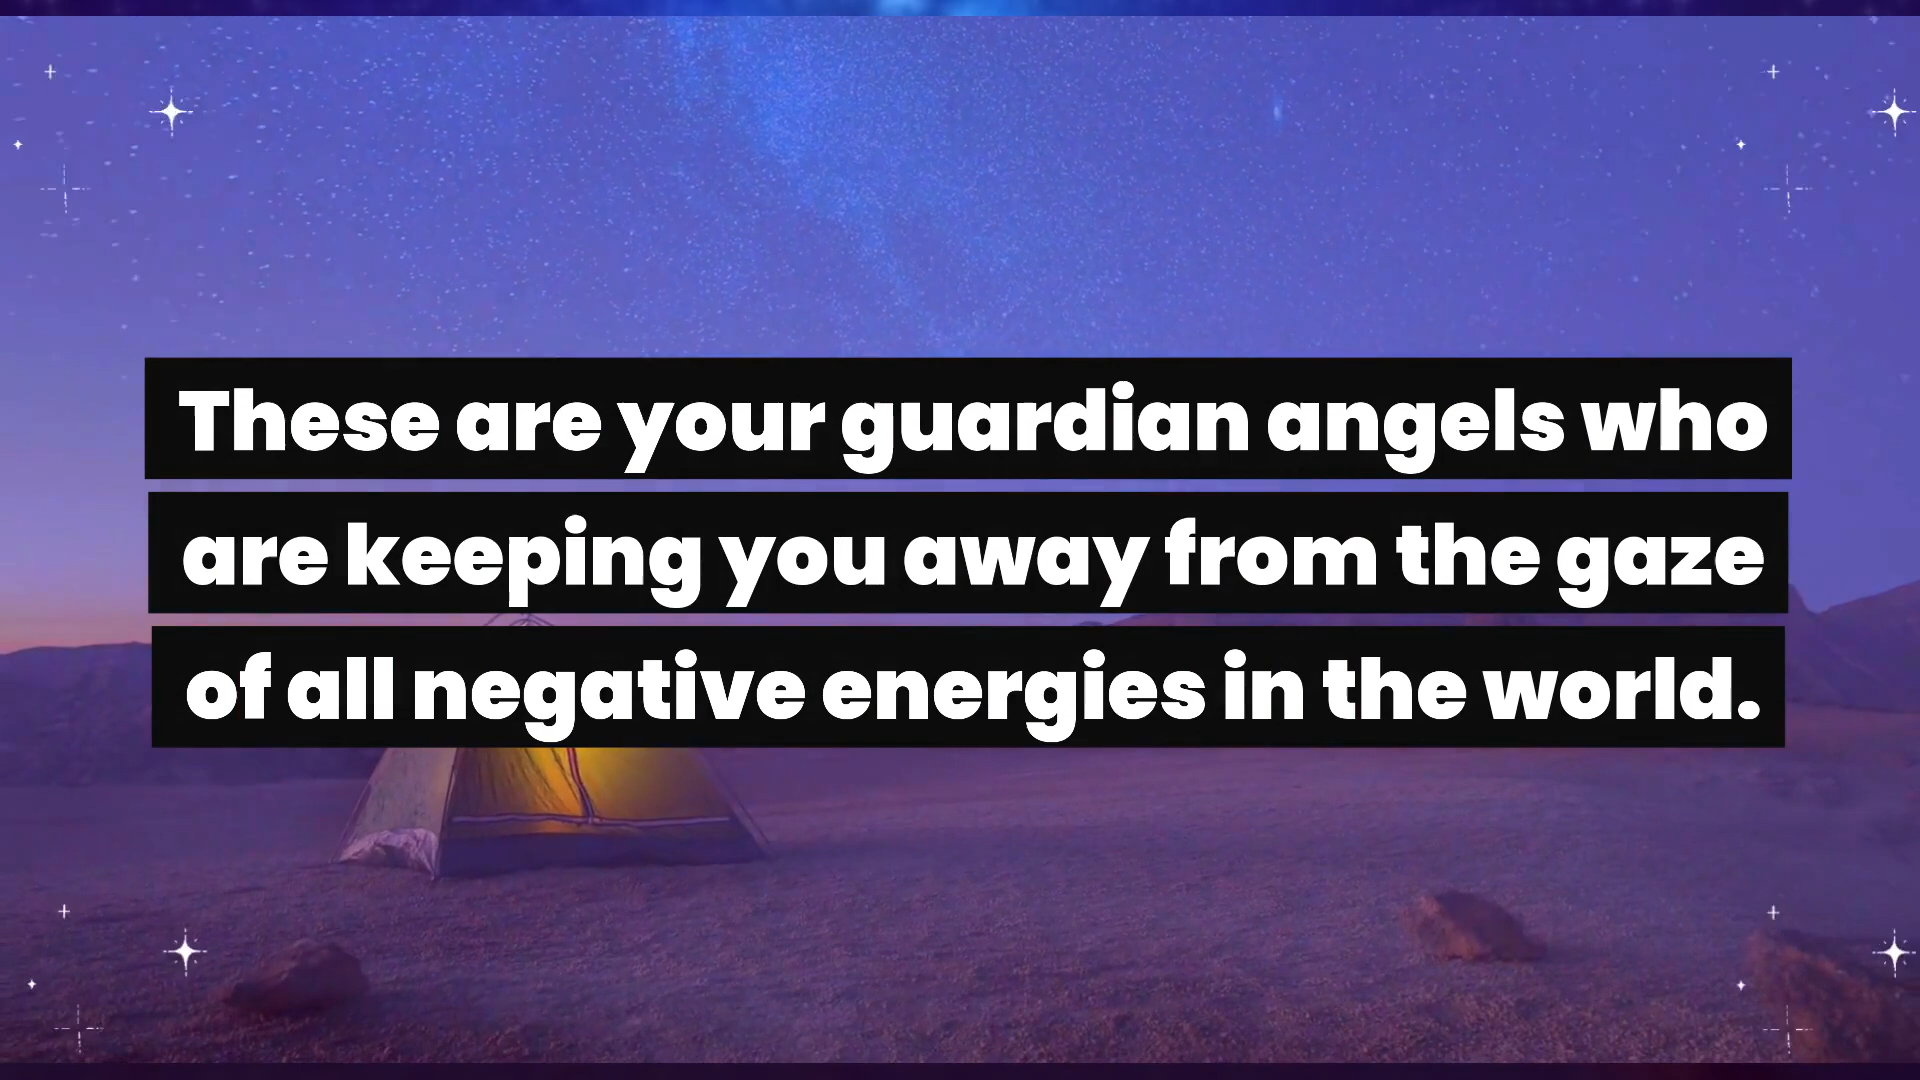 These are your guardian angels who
are keeping you away from the gaze
of all negative energies in the world.